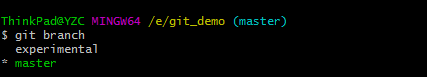 ThinkPad@YZC MINGW64 /e/git_demo (master)
$ git branch
  experimental
* master